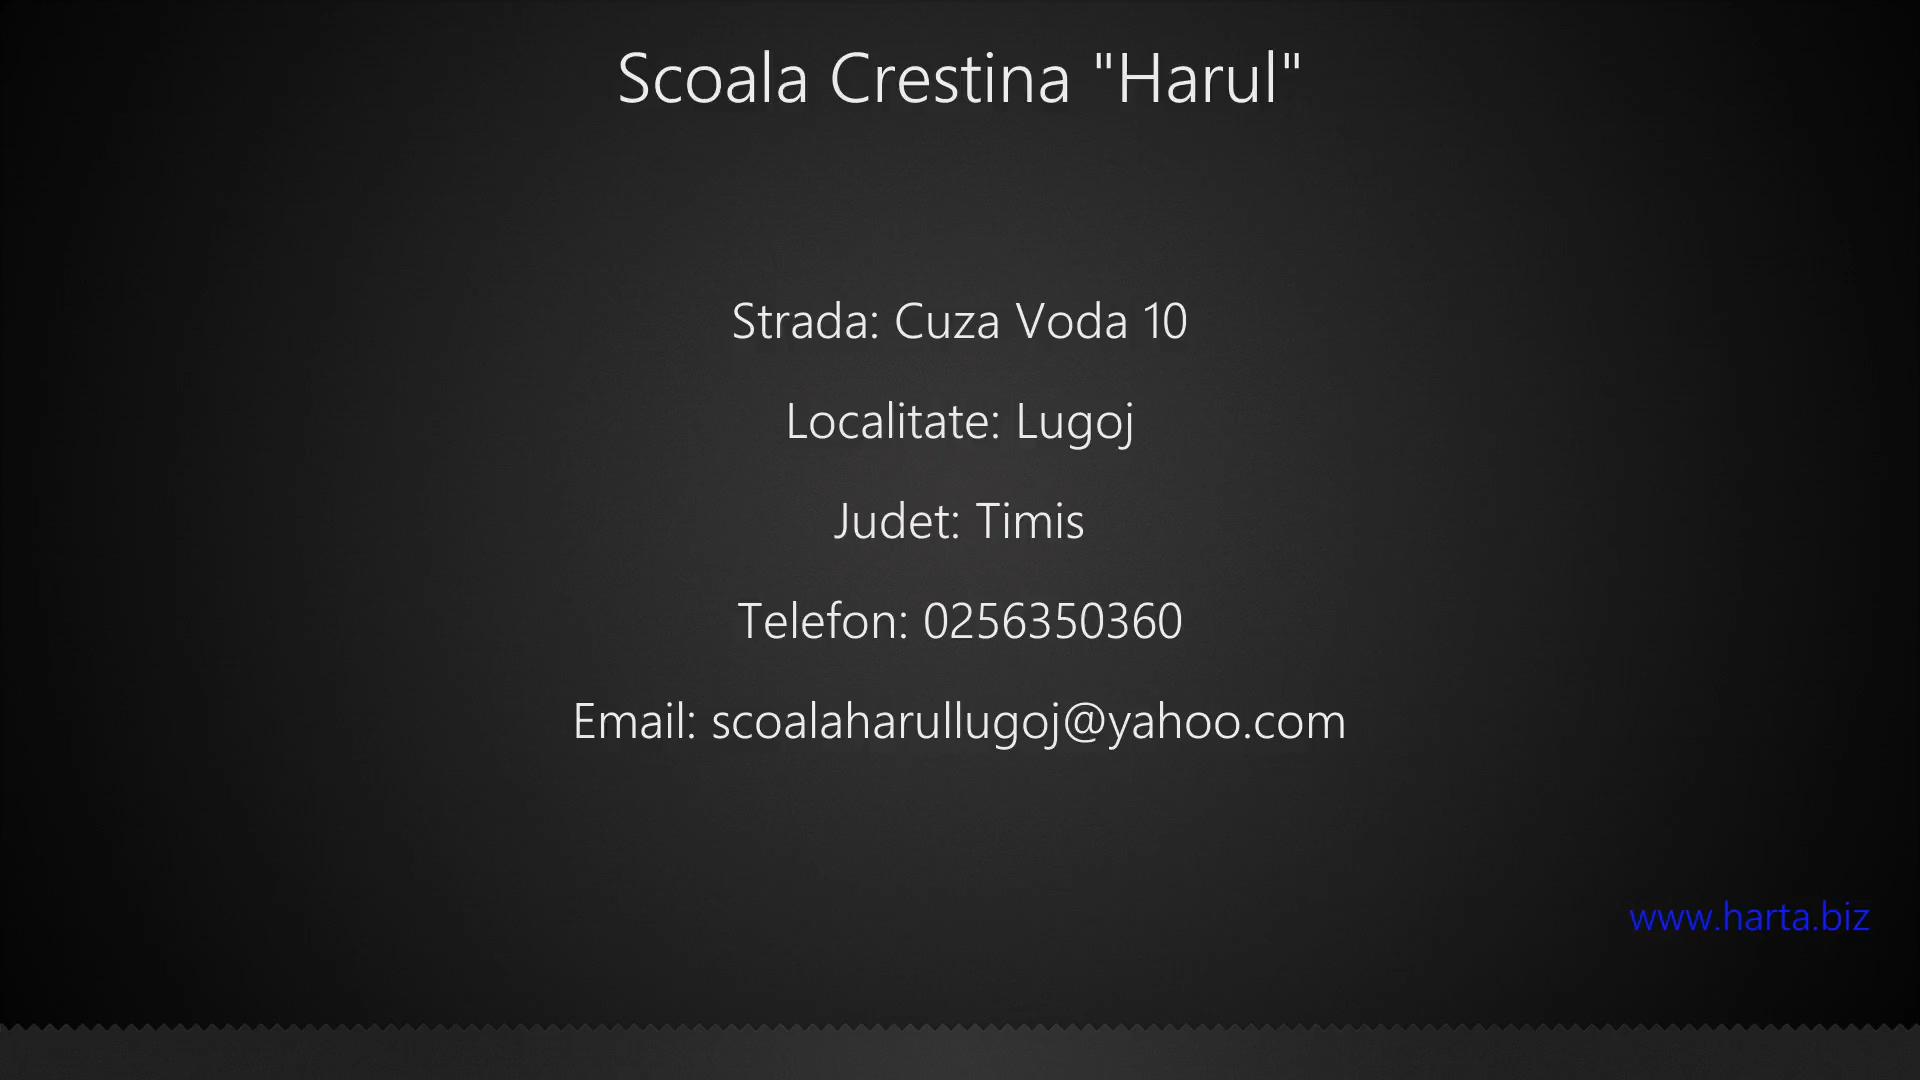 Scoala Crestina "Harul"
Strada: Cuza Voda 10
Localitate: Lugoj
Judet: Timis
Telefon: 0256350360
Email: scoalaharullugoj@yahoo.com
www.harta.biz